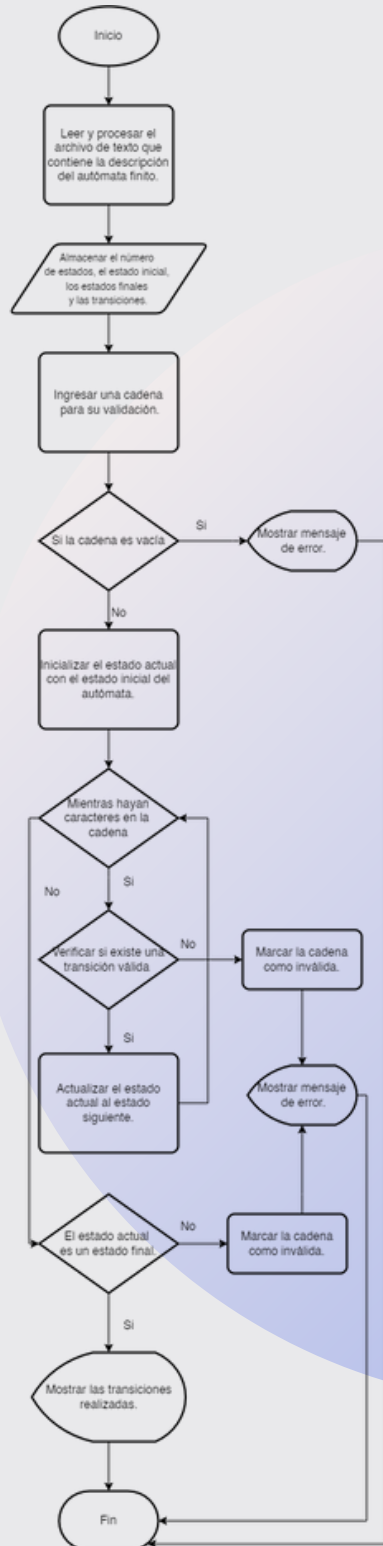 Inicio
Leer y procesar el
archivo de texto que
contiene la descripción
del autómata finito.
Almacenar el número
de estados, el estado inicial,
los estados finales
y las transiciones.
Ingresar una cadena
para su validación.
Si la cadena es vacía
Si
Mostrar mensaje
de error.
No
Inicializar el estado actual
con el estado inicial del
autómata.
Mientras hayan
caracteres en la
cadena
No
Si
Verificar si existe una
transición válida
No
Marcar la cadena
como inválida.
Si
Actualizar el estado
actual al estado
siguiente.
Mostrar mensaje
de error.
El estado actual
es un estado final.
No
Marcar la cadena
como inválida.
Si
Mostrar las transiciones
realizadas.
Fin